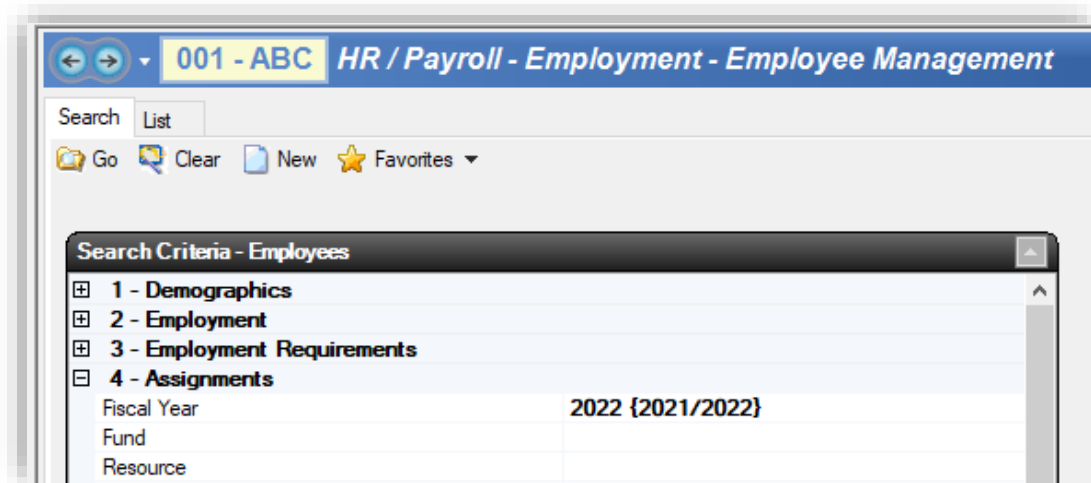 001 - ABC HR / Payroll - Employment - Employee Management
Search List
Go Clear New Favorites
Search Criteria - Employees
1 - Demographics
2 - Employment
3 - Employment Requirements
4 - Assignments
Fiscal Year 2022 {2021/2022}
Fund
Resource